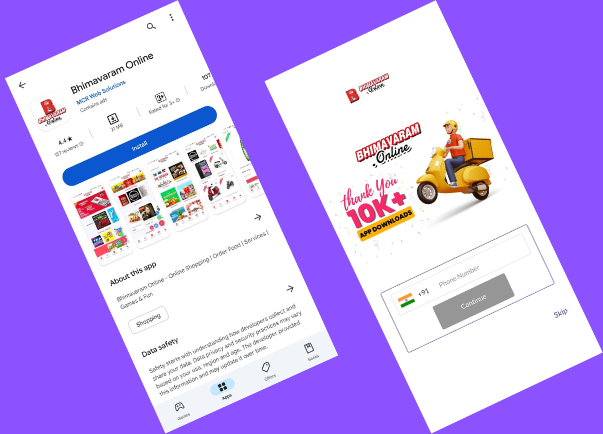 Bhimavaram Online
MCR Web Solutions
Contains ads
4.4★
157 reviews
21 MB
3+
Rated for 3+
10T
Downl
Install
About this app
Bhimavaram Online - Online Shopping | Order Food | Services |
Games & Fun
Shopping
Data safety
Safety starts with understanding how developers collect and
share your data. Data privacy and security practices may vary
based on your use, region and age. The developer provided
this information and may update it over time.
Games
Apps
Offers
Books
BHIMAVARAM
Online
BHIMAVARAM
Online
thank You
10K+
APP DOWNLOADS
+91
Phone Number
Continue
Skip